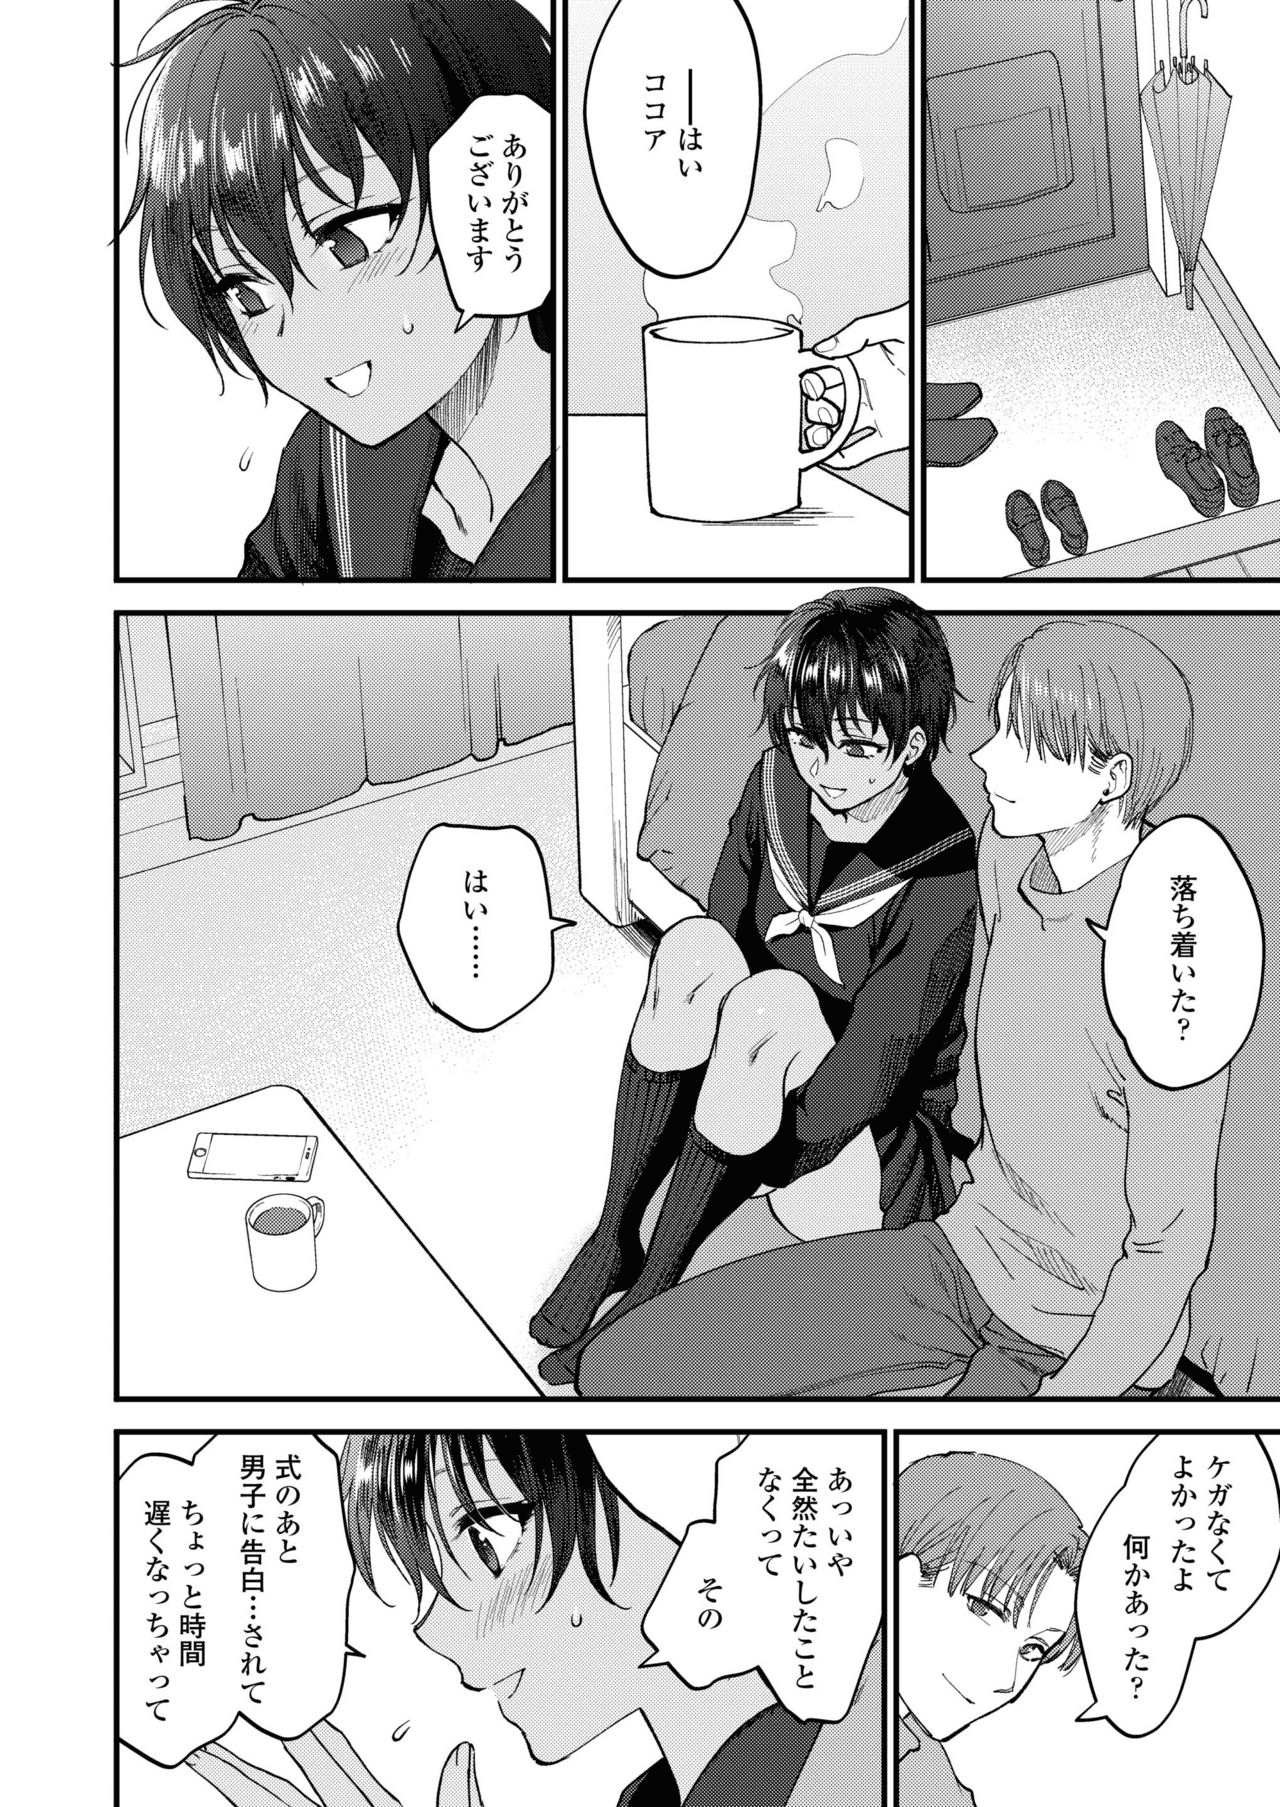 ――はい
ココア
ありがとう
ございます
落ち着いた？
はい……
ケガなくて
よかったよ
何かあった？
あっいや
全然たいしたこと
なくって
その
式のあと
男子に告白…されて
ちょっと時間
遅くなっちゃって